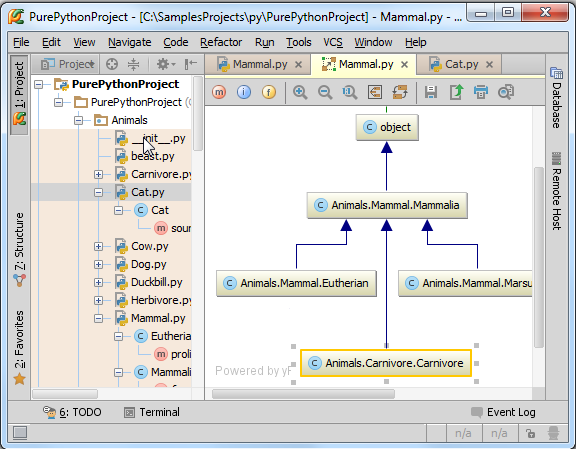 PurePythonProject - [C:\SamplesProjects\py\PurePythonProject] - Mammal.py - ...
File Edit View Navigate Code Refactor Run Tools VCS Window Help
Project
Mammal.py
Mammal.py
Cat.py
1: Project
7: Structure
2: Favorites
PurePythonProject
PurePythonProject
Animals
__init__.py
beast.py
Carnivore.py
Cat.py
Cat
sour
Cow.py
Dog.py
Duckbill.py
Herbivore.py
Mammal.py
Eutheria
proli
Mammali
m i f
object
Animals.Mammal.Mammalia
Animals.Mammal.Eutherian
Animals.Mammal.Marsu
Animals.Carnivore.Carnivore
Powered by yF
Database
Remote Host
6: TODO
Terminal
Event Log
n/a n/a